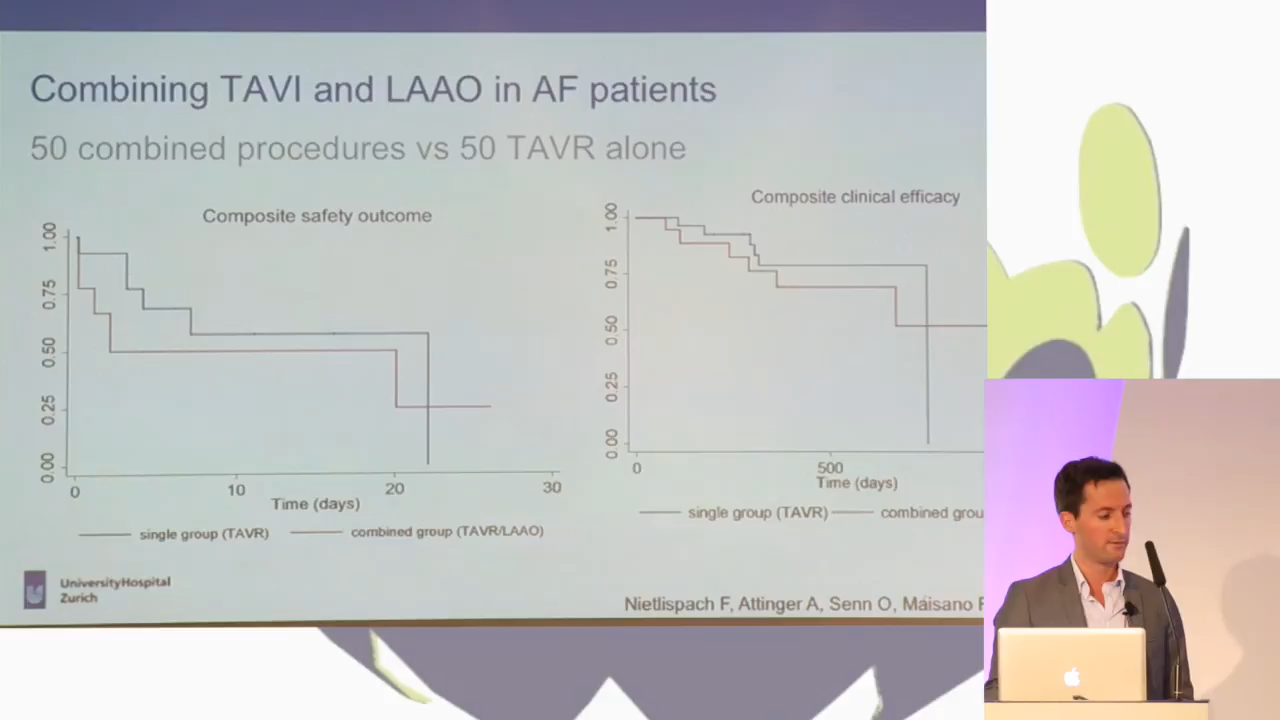 Combining TAVI and LAAO in AF patients
50 combined procedures vs 50 TAVR alone
Composite safety outcome
1.00
0.75
0.50
0.25
0.00
0
10
20
30
Time (days)
single group (TAVR)
combined group (TAVR/LAAO)
Composite clinical efficacy
1.00
0.75
0.50
0.25
0.00
0
500
Time (days)
single group (TAVR)
combined grou
UniversityHospital
Zurich
Nietlispach F, Attinger A, Senn O, Maisano F